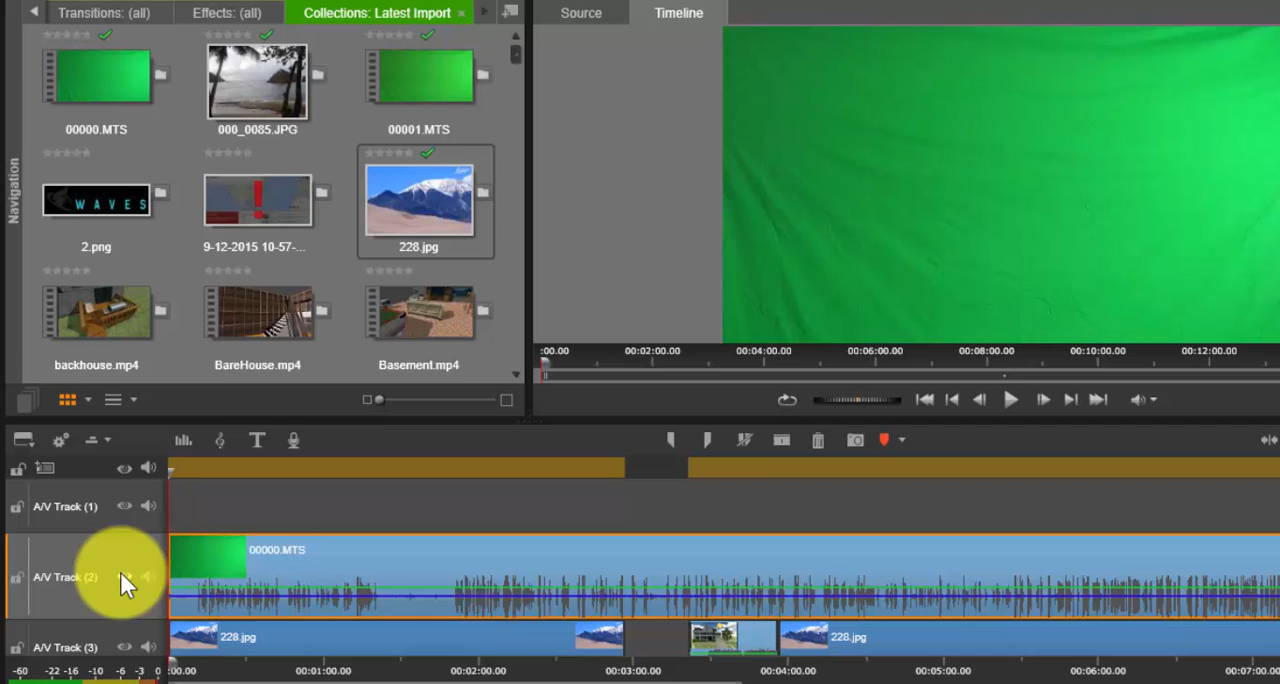 Transitions: (all)
Effects: (all)
Collections: Latest Import ×
Source
Timeline
Navigation
00000.MTS
000_0085.JPG
00001.MTS
WAVES
2.png
9-12-2015 10-57-...
228.jpg
backhouse.mp4
BareHouse.mp4
Basement.mp4
:00.00
00:02:00.00
00:04:00.00
00:06:00.00
00:08:00.00
00:10:00.00
00:12:00.00
A/V Track (1)
A/V Track (2)
00000.MTS
A/V Track (3)
228.jpg
228.jpg
-60 -22 -16 -10 -6 -3 0
:00.00
00:01:00.00
00:02:00.00
00:03:00.00
00:04:00.00
00:05:00.00
00:06:00.00
00:07:00